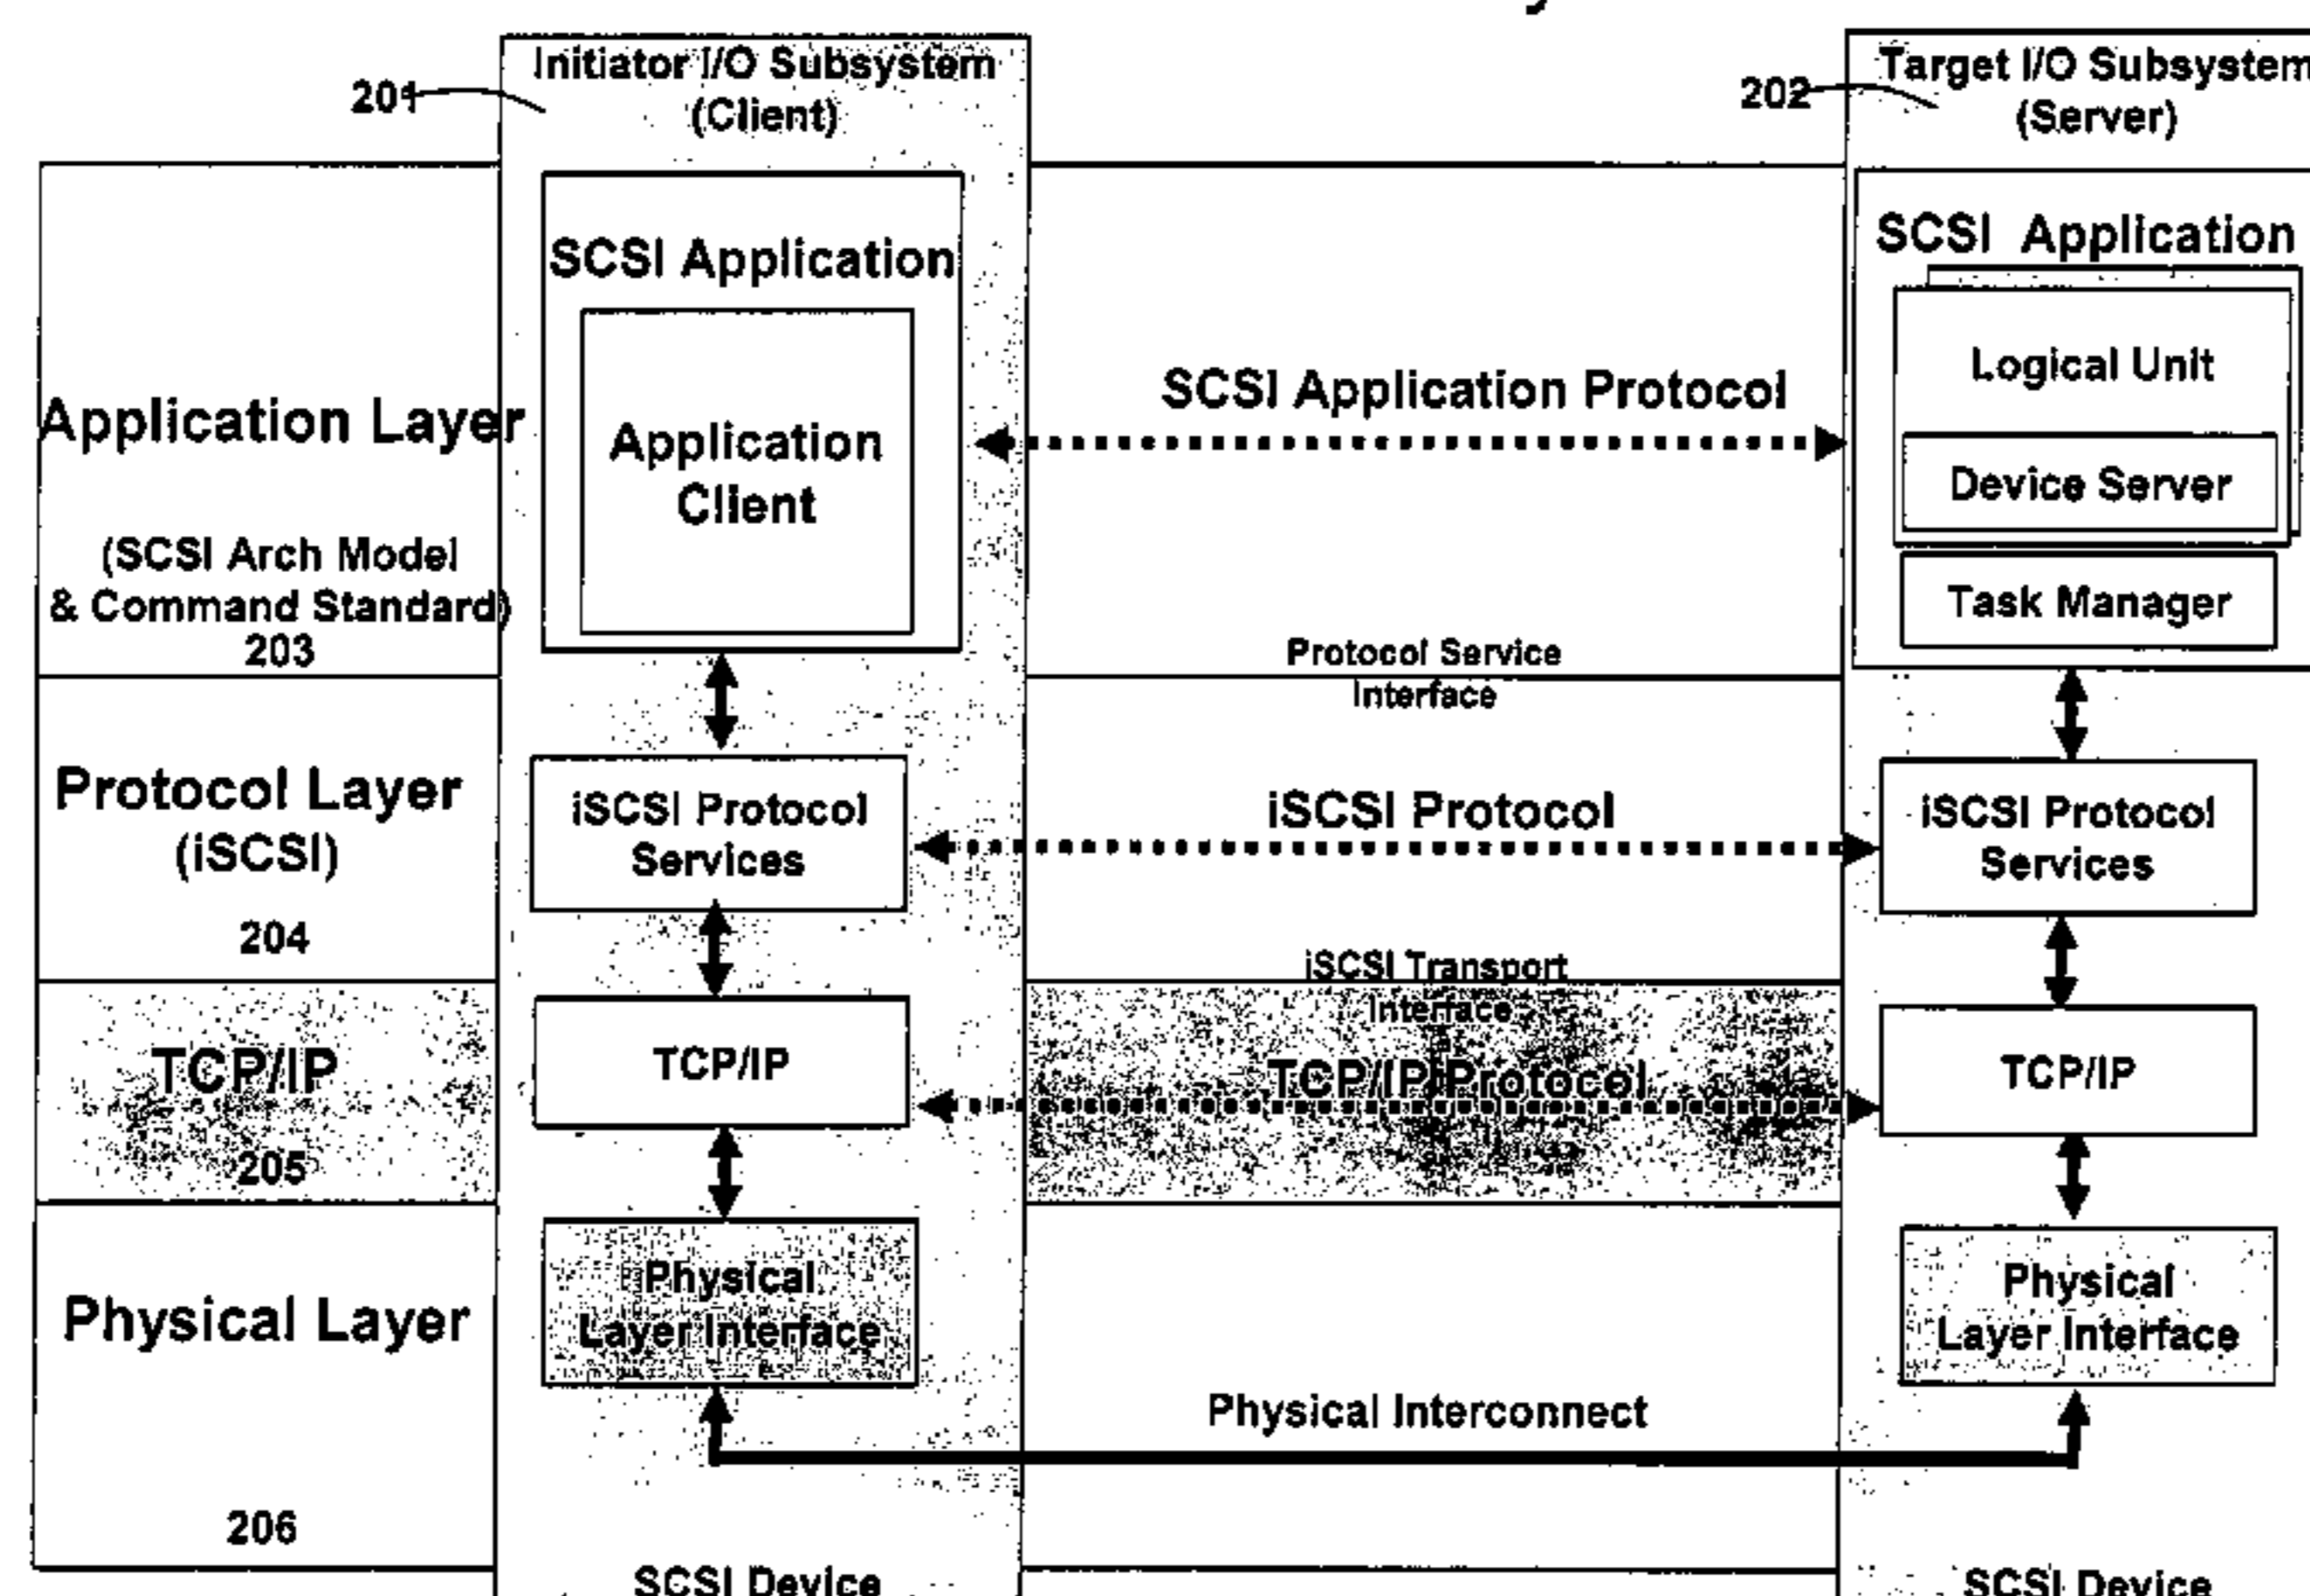 Initiator I/O Subsystem
(Client)
201
Target I/O Subsystem
(Server)
202
SCSI Application
Application
Client
SCSI Application
Logical Unit
Device Server
Task Manager
Application Layer
(SCSI Arch Model
& Command Standard)
203
SCSI Application Protocol
Protocol Service
Interface
Protocol Layer
(iSCSI)
204
iSCSI Protocol
Services
iSCSI Protocol
iSCSI Protocol
Services
iSCSI Transport
Interface
TCP/IP
205
TCP/IP
TCP/IP Protocol
TCP/IP
Physical Layer
206
Physical
Layer Interface
Physical Interconnect
Physical
Layer Interface
SCSI Device
SCSI Device